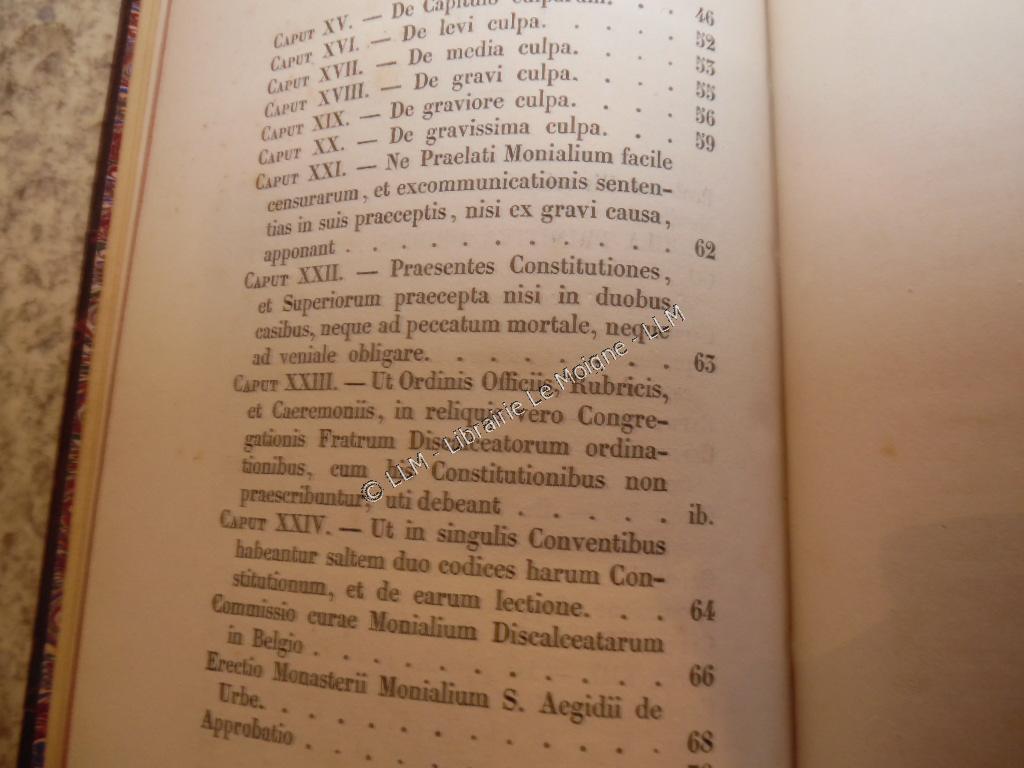 CAPUT XV. — De Capitulo culparum. . . 46
CAPUT XVI. — De levi culpa. . . . . 52
CAPUT XVII. — De media culpa. . . . 53
CAPUT XVIII. — De gravi culpa. . . . 55
CAPUT XIX. — De graviore culpa. . . . 56
CAPUT XX. — De gravissima culpa. . . 59
CAPUT XXI. — Ne Praelati Monialium facile
censurarum, et excommunicationis senten-
tias in suis praeceptis, nisi ex gravi causa,
apponant . . . . . . . . . . . 62
CAPUT XXII. — Praesentes Constitutiones,
et Superiorum praecepta nisi in duobus
casibus, neque ad peccatum mortale, neque
ad veniale obligare. . . . . . . . . 63
CAPUT XXIII. — Ut Ordinis Officiis, Rubricis,
et Caeremoniis, in reliquis vero Congre-
gationis Fratrum Discalceatorum ordina-
tionibus, cum his Constitutionibus non
praescribuntur, uti debeant . . . . . ib.
CAPUT XXIV. — Ut in singulis Conventibus
habeantur saltem duo codices harum Con-
stitutionum, et de earum lectione. . . 64
Commissio curae Monialium Discalceatarum
in Belgio . . . . . . . . . . . 66
Erectio Monasterii Monialium S. Aegidii de
Urbe. . . . . . . . . . . . . 68
Approbatio . . . . . . . . . .
© LLM - Librairie Le Moigne - LLM